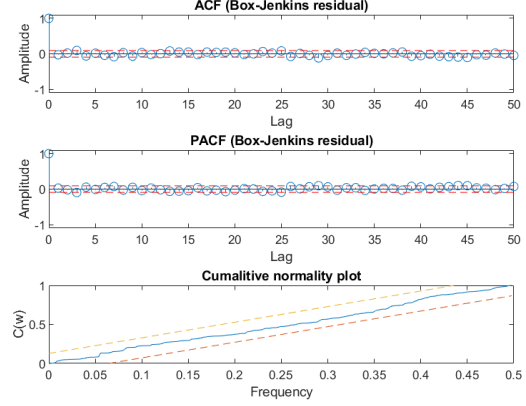 ACF (Box-Jenkins residual)
1
0
-1
Amplitude
0 5 10 15 20 25 30 35 40 45 50
Lag
PACF (Box-Jenkins residual)
1
0
-1
Amplitude
0 5 10 15 20 25 30 35 40 45 50
Lag
Cumalitive normality plot
1
0.5
0
C(w)
0 0.05 0.1 0.15 0.2 0.25 0.3 0.35 0.4 0.45 0.5
Frequency